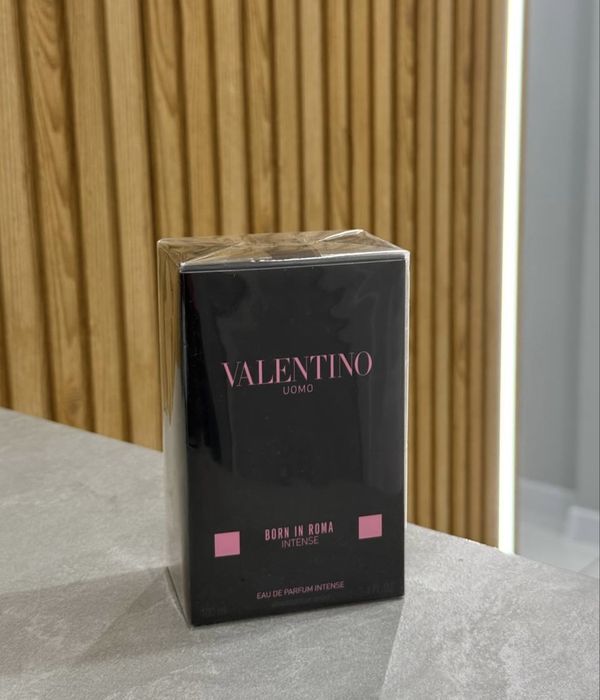 VALENTINO
UOMO
BORN IN ROMA
INTENSE
EAU DE PARFUM INTENSE